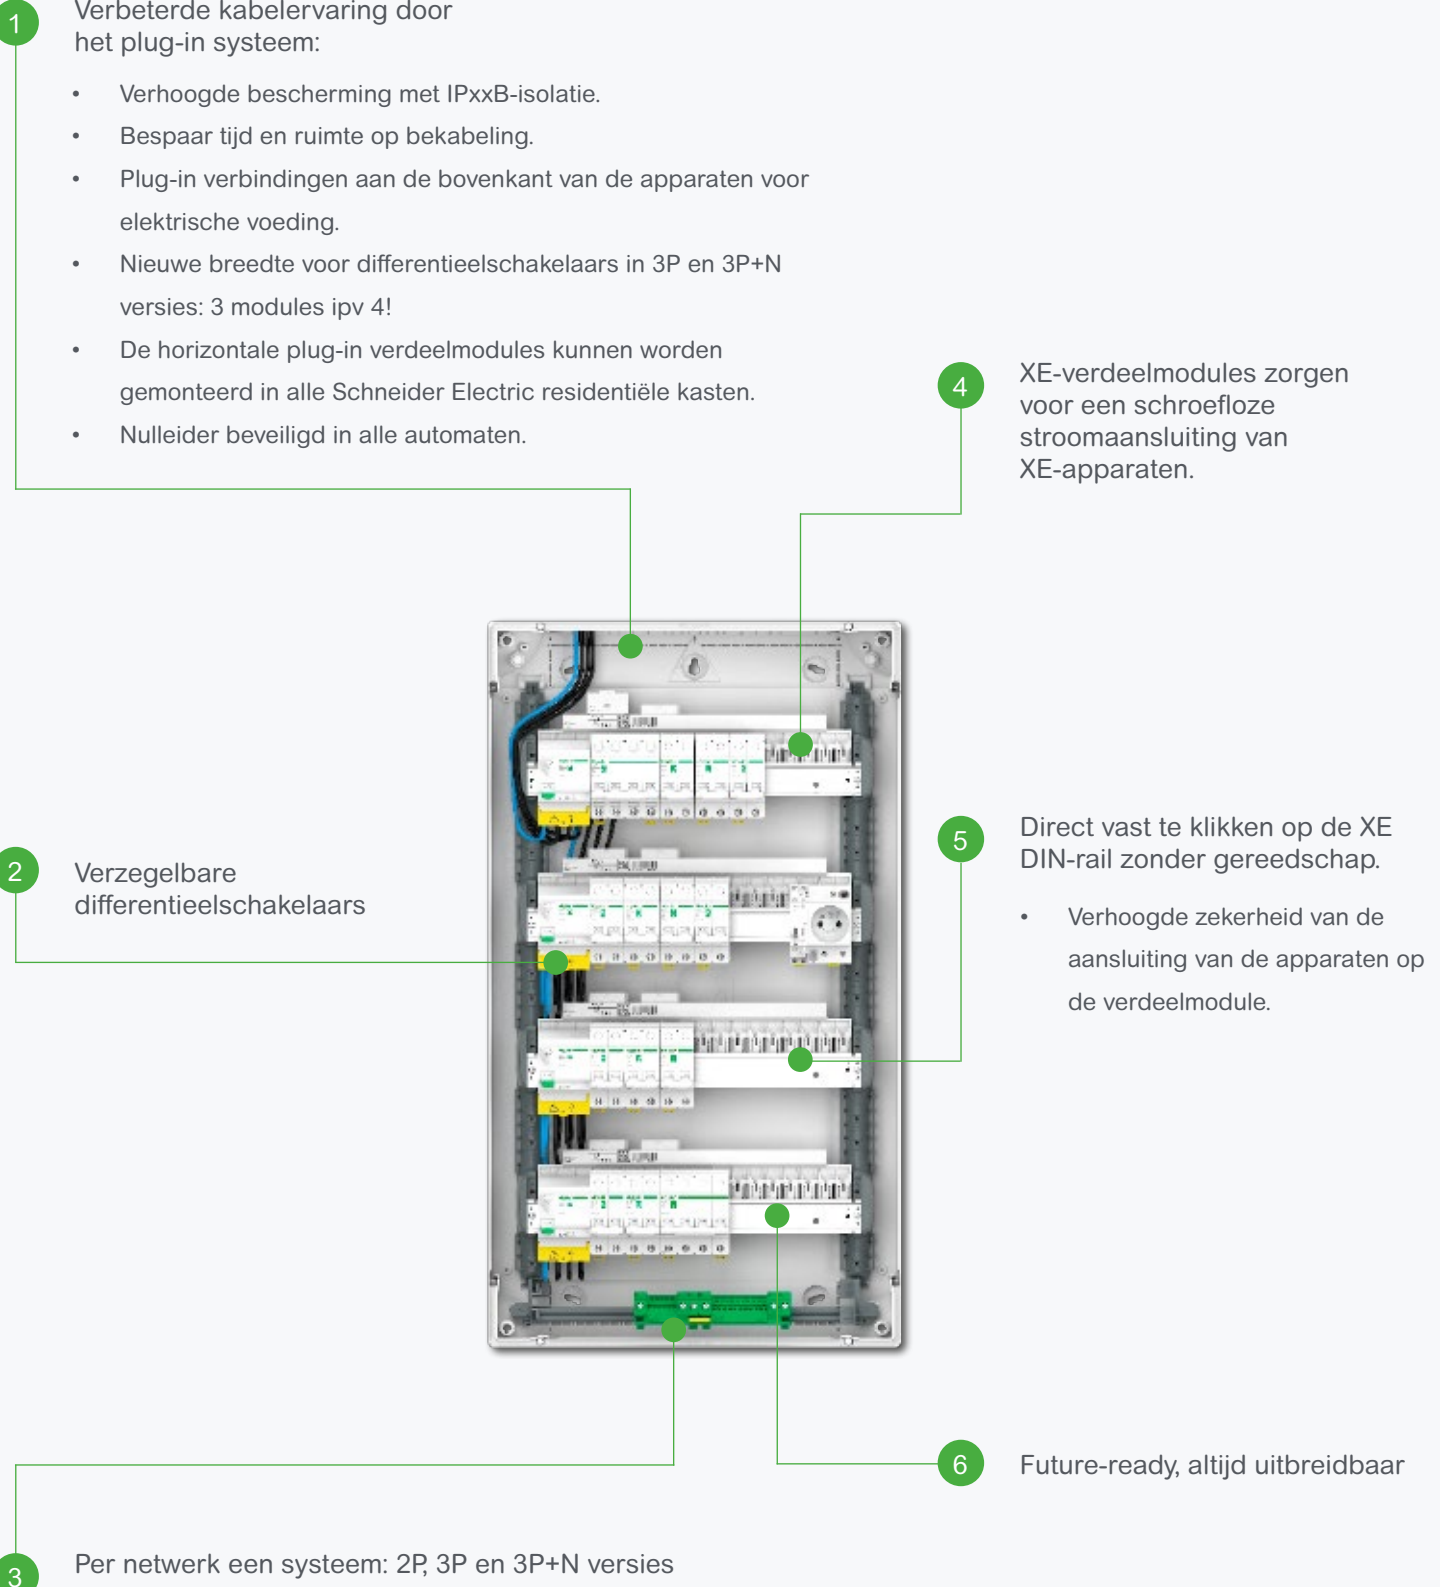 1
Verbeterde kabelervaring door
het plug-in systeem:
• Verhoogde bescherming met IPxxB-isolatie.
• Bespaar tijd en ruimte op bekabeling.
• Plug-in verbindingen aan de bovenkant van de apparaten voor
elektrische voeding.
• Nieuwe breedte voor differentieelschakelaars in 3P en 3P+N
versies: 3 modules ipv 4!
• De horizontale plug-in verdeelmodules kunnen worden
gemonteerd in alle Schneider Electric residentiële kasten.
• Nulleider beveiligd in alle automaten.
4
XE-verdeelmodules zorgen
voor een schroefloze
stroomaansluiting van
XE-apparaten.
2
Verzegelbare
differentieelschakelaars
5
Direct vast te klikken op de XE
DIN-rail zonder gereedschap.
• Verhoogde zekerheid van de
aansluiting van de apparaten op
de verdeelmodule.
6
Future-ready, altijd uitbreidbaar
3
Per netwerk een systeem: 2P, 3P en 3P+N versies